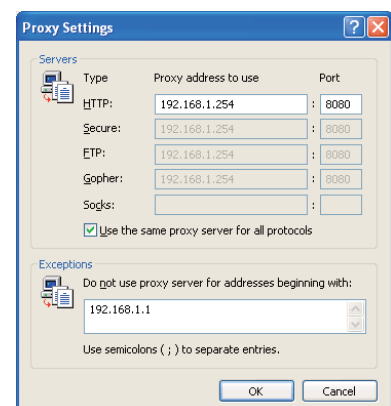 Proxy Settings
Servers
Type Proxy address to use Port
HTTP: 192.168.1.254 : 8080
Secure: 192.168.1.254 : 8080
FTP: 192.168.1.254 : 8080
Gopher: 192.168.1.254 : 8080
Socks: :
Use the same proxy server for all protocols
Exceptions
Do not use proxy server for addresses beginning with:
192.168.1.1
Use semicolons ( ; ) to separate entries.
OK Cancel